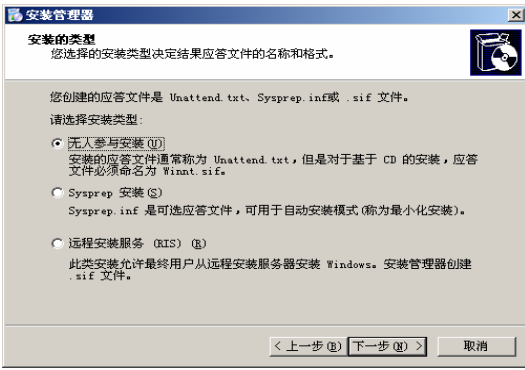 安装管理器
安装的类型
您选择的安装类型决定结果应答文件的名称和格式。
您创建的应答文件是 Unattend.txt、Sysprep.inf或 .sif 文件。
请选择安装类型:
无人参与安装(U)
安装的应答文件通常称为 Unattend.txt，但是对于基于 CD 的安装，应答
文件必须命名为 Winnt.sif。
Sysprep 安装(S)
Sysprep.inf 是可选应答文件，可用于自动安装模式(称为最小化安装)。
远程安装服务 (RIS) (R)
此类安装允许最终用户从远程安装服务器安装 Windows。安装管理器创建
.sif 文件。
< 上一步(B) 下一步(N) > 取消